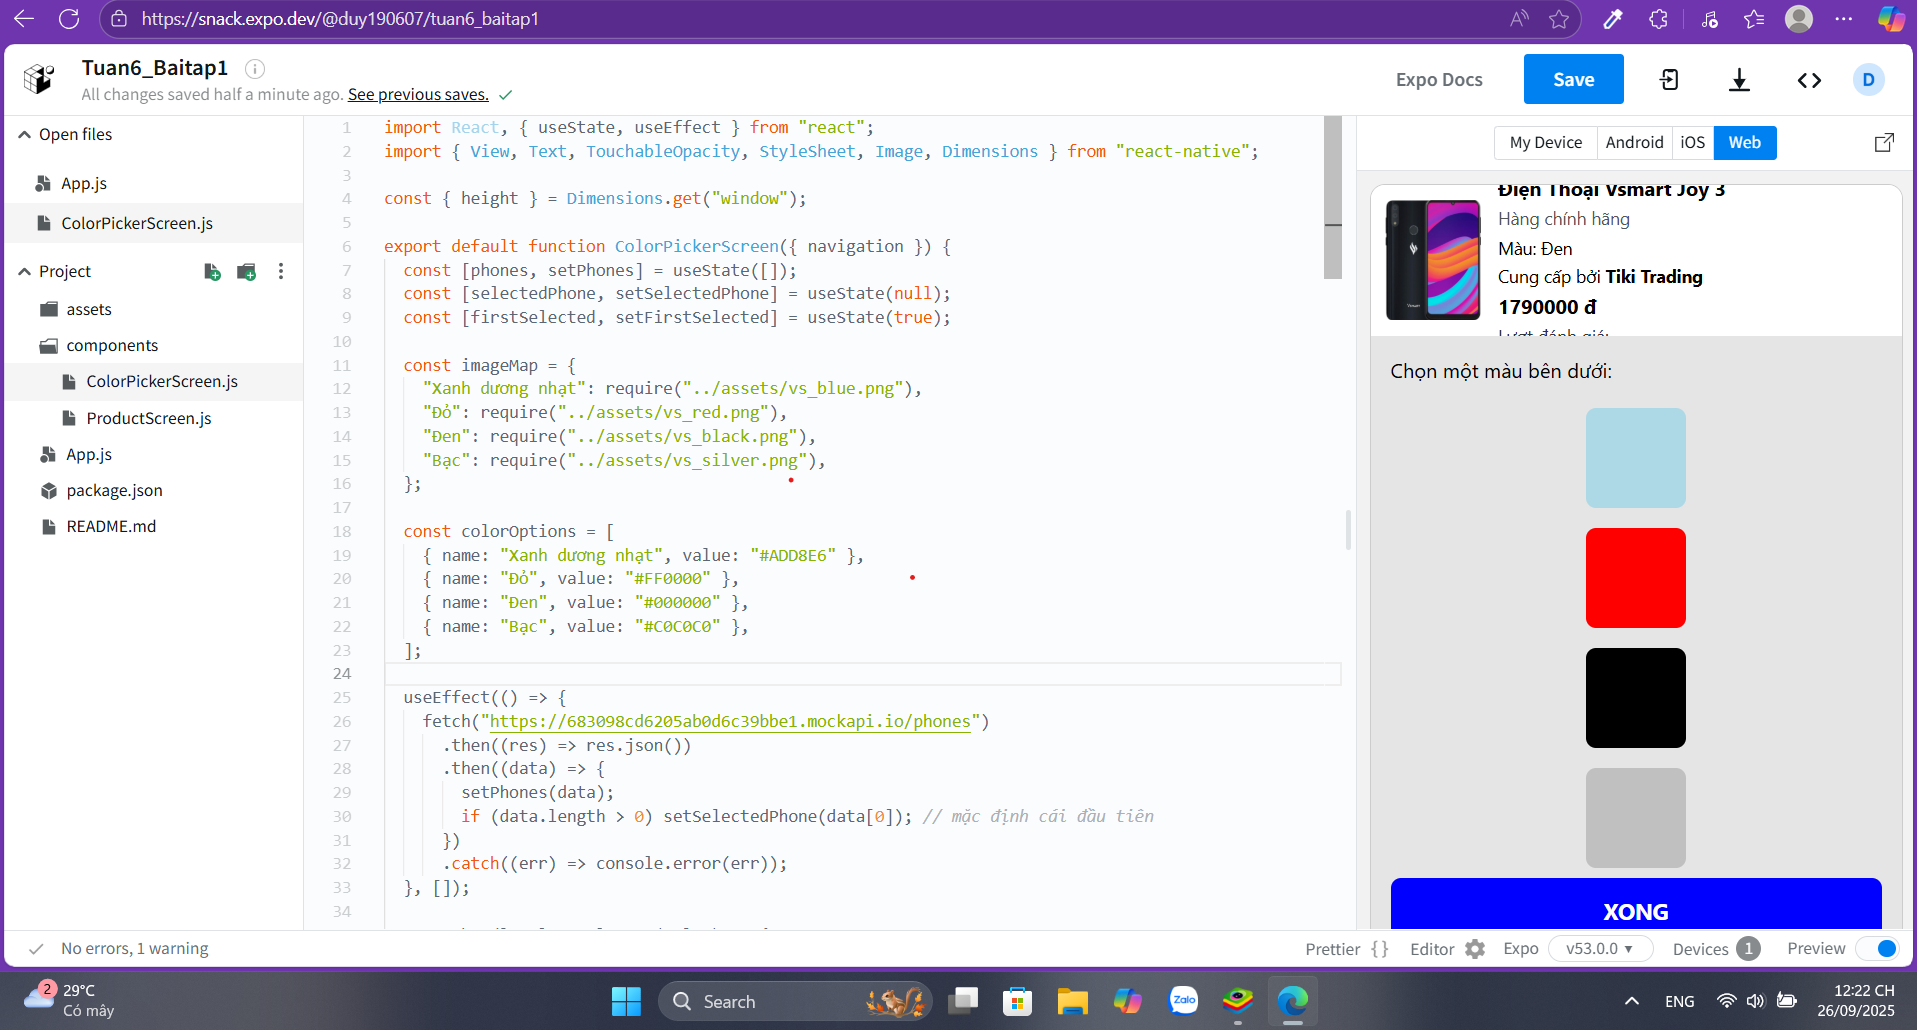 https://snack.expo.dev/@duy190607/tuan6_baitap1
Tuan6_Baitap1
All changes saved half a minute ago. See previous saves.
Expo Docs
Save
D
Open files
App.js
ColorPickerScreen.js
Project
assets
components
ColorPickerScreen.js
ProductScreen.js
App.js
package.json
README.md
1 import React, { useState, useEffect } from "react";
2 import { View, Text, TouchableOpacity, StyleSheet, Image, Dimensions } from "react-native";
3
4 const { height } = Dimensions.get("window");
5
6 export default function ColorPickerScreen({ navigation }) {
7 const [phones, setPhones] = useState([]);
8 const [selectedPhone, setSelectedPhone] = useState(null);
9 const [firstSelected, setFirstSelected] = useState(true);
10
11 const imageMap = {
12 "Xanh dương nhạt": require("../assets/vs_blue.png"),
13 "Đỏ": require("../assets/vs_red.png"),
14 "Đen": require("../assets/vs_black.png"),
15 "Bạc": require("../assets/vs_silver.png"),
16 };
17
18 const colorOptions = [
19 { name: "Xanh dương nhạt", value: "#ADD8E6" },
20 { name: "Đỏ", value: "#FF0000" },
21 { name: "Đen", value: "#000000" },
22 { name: "Bạc", value: "#C0C0C0" },
23 ];
24
25 useEffect(() => {
26 fetch("https://683098cd6205ab0d6c39bbe1.mockapi.io/phones")
27 .then((res) => res.json())
28 .then((data) => {
29 setPhones(data);
30 if (data.length > 0) setSelectedPhone(data[0]); // mặc định cái đầu tiên
31 })
32 .catch((err) => console.error(err));
33 }, []);
34
My Device
Android
iOS
Web
Điện Thoại Vsmart Joy 3
Hàng chính hãng
Màu: Đen
Cung cấp bởi Tiki Trading
1790000 đ
Lượt đánh giá:
Chọn một màu bên dưới:
XONG
No errors, 1 warning
Prettier { }
Editor
Expo
v53.0.0
Devices 1
Preview
2
29°C
Có mây
Search
Zalo
ENG
12:22 CH
26/09/2025